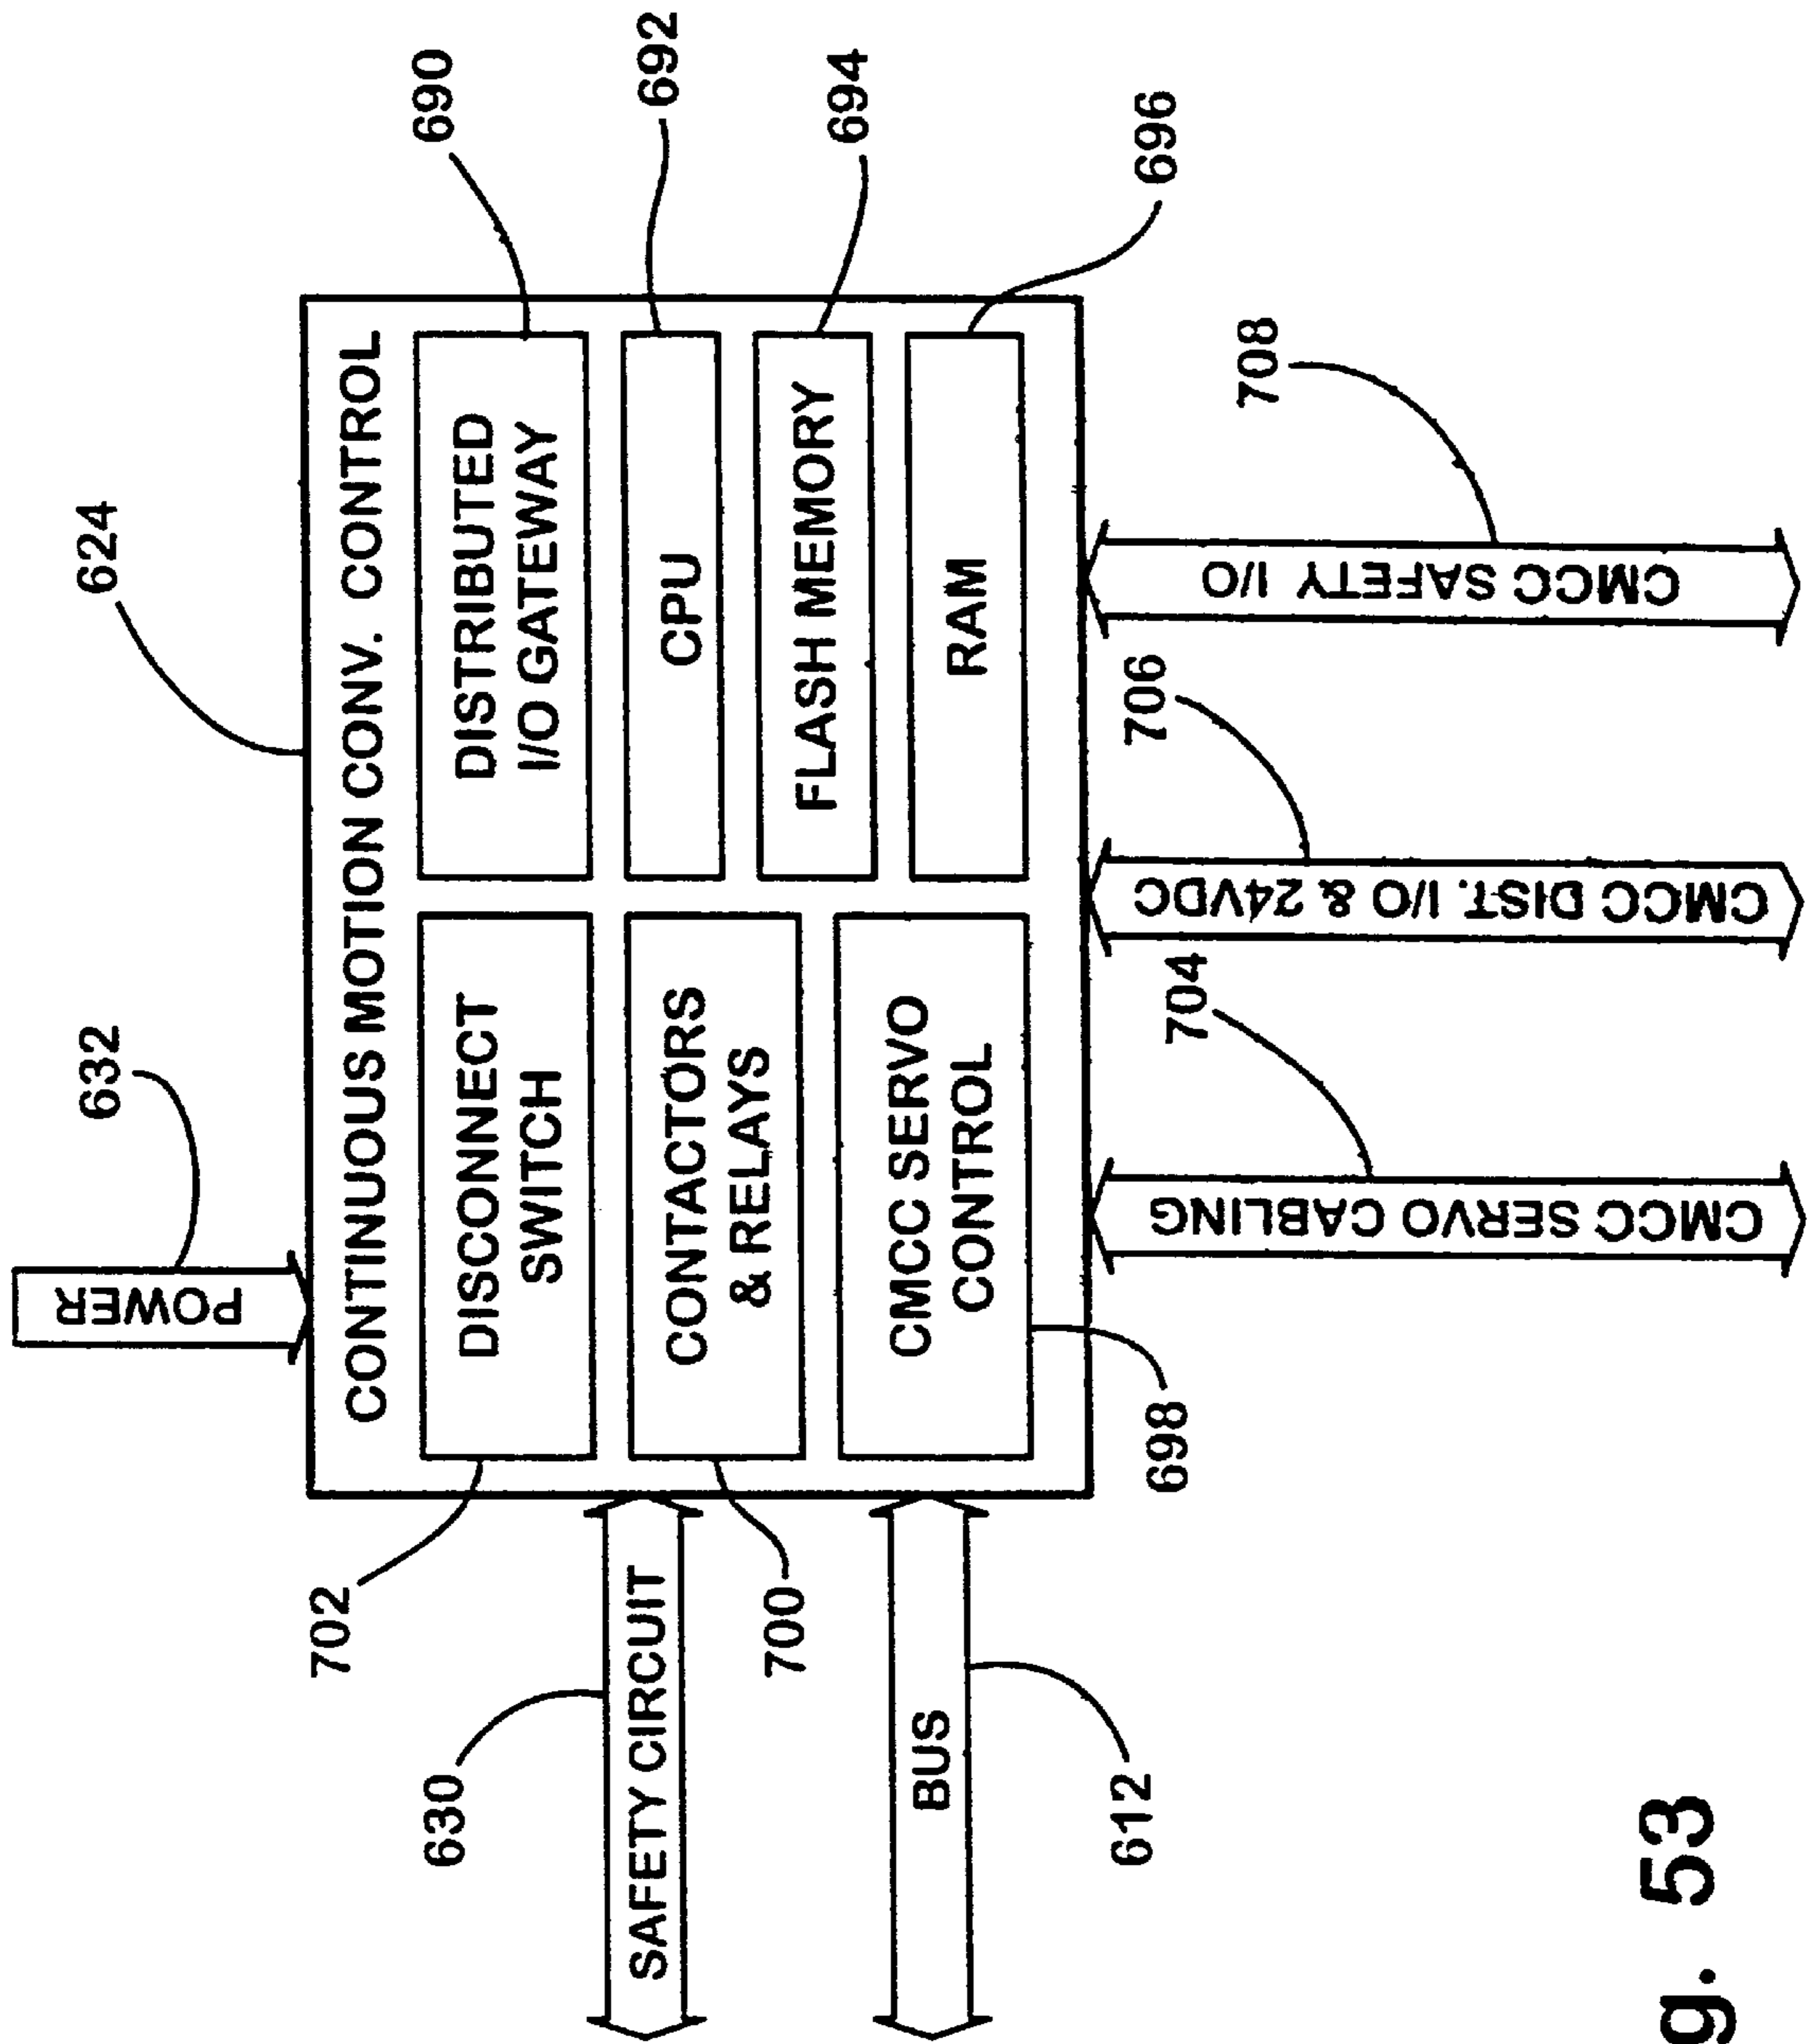 632
POWER
624
CONTINUOUS MOTION CONV. CONTROL
702
DISCONNECT
SWITCH
DISTRIBUTED
I/O GATEWAY
690
630
SAFETY CIRCUIT
CONTACTORS
& RELAYS
700
CPU
692
FLASH MEMORY
694
BUS
612
CMCC SERVO
CONTROL
698
RAM
696
704
CMCC SERVO CABLING
706
CMCC DIST. I/O & 24VDC
708
CMCC SAFETY I/O
g. 53